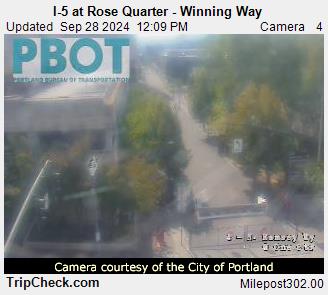 I-5 at Rose Quarter - Winning Way
Updated Sep 28 2024 12:09 PM Camera 4
PBOT
PORTLAND BUREAU OF TRANSPORTATION
Camera courtesy of the City of Portland
TripCheck.com Milepost302.00